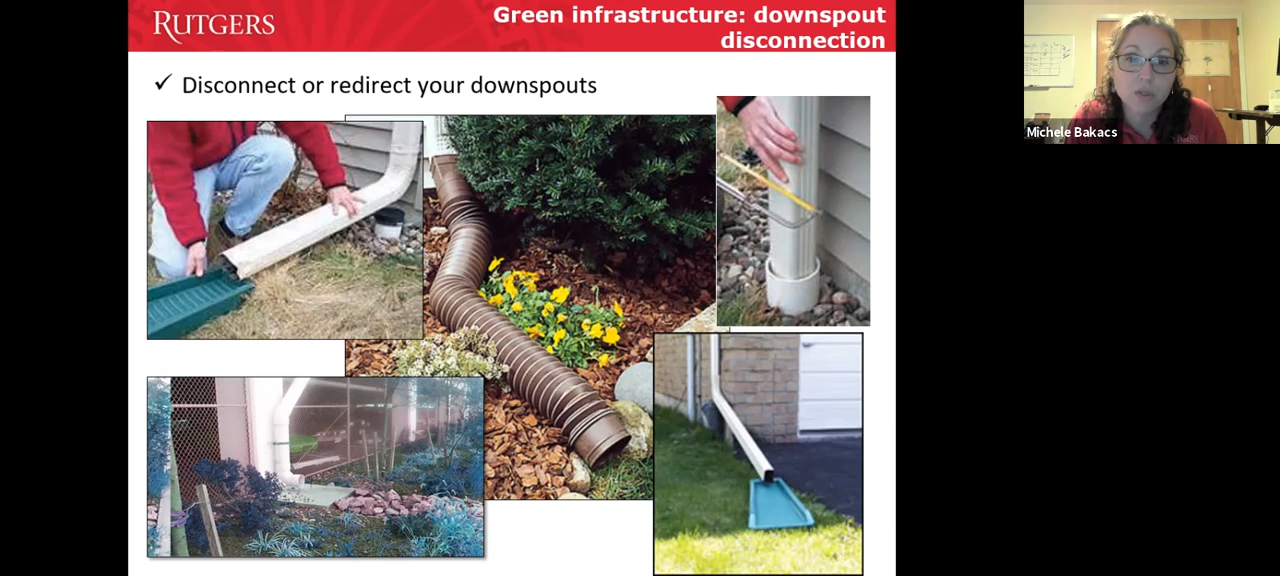 RUTGERS
Green infrastructure: downspout
disconnection
✓ Disconnect or redirect your downspouts
Michele Bakacs